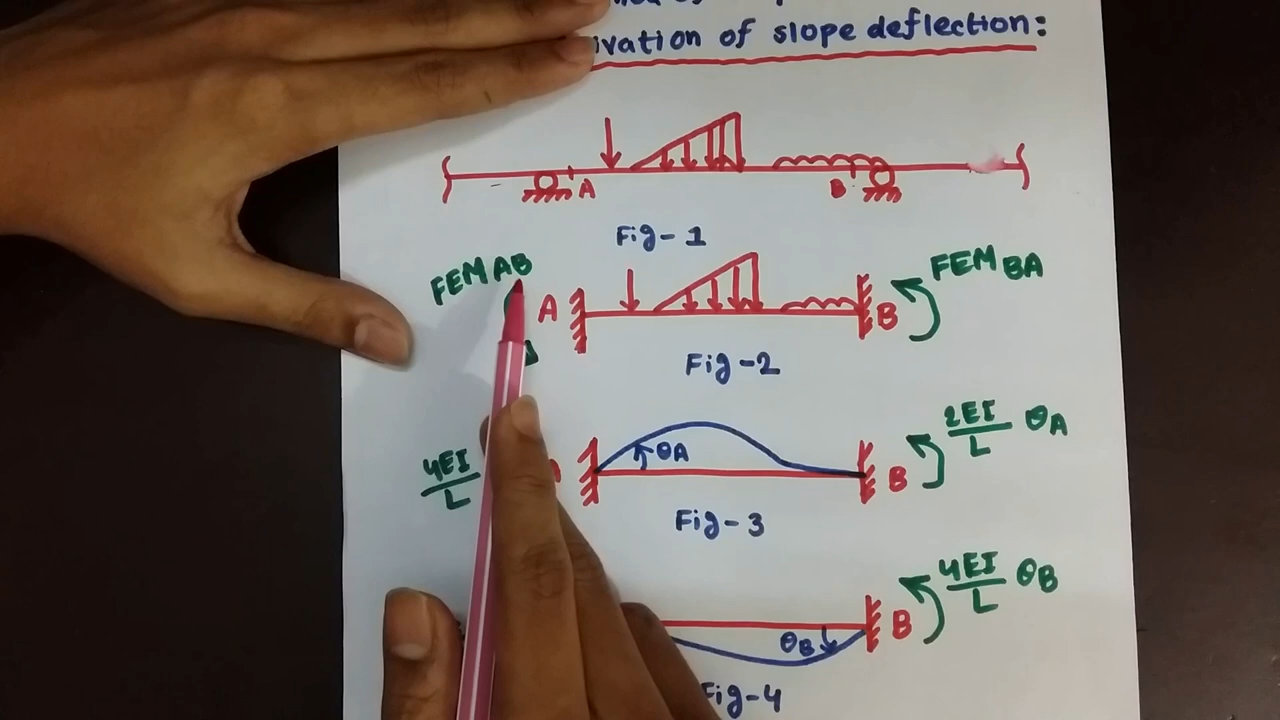 of slope deflection:
A
B
Fig-1
FEM AB
A
B
FEM BA
Fig-2
4EI
L
θA
B
2EI
L
θA
Fig-3
θB
B
4EI
L
θB
Fig-4